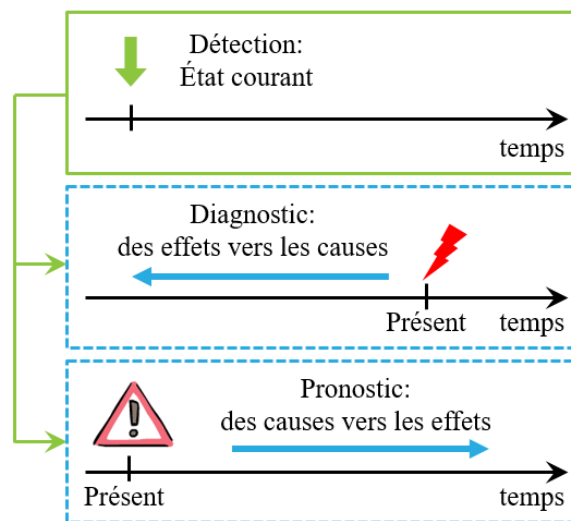 Détection:
État courant
temps
Diagnostic:
des effets vers les causes
Présent temps
!
Pronostic:
des causes vers les effets
Présent temps